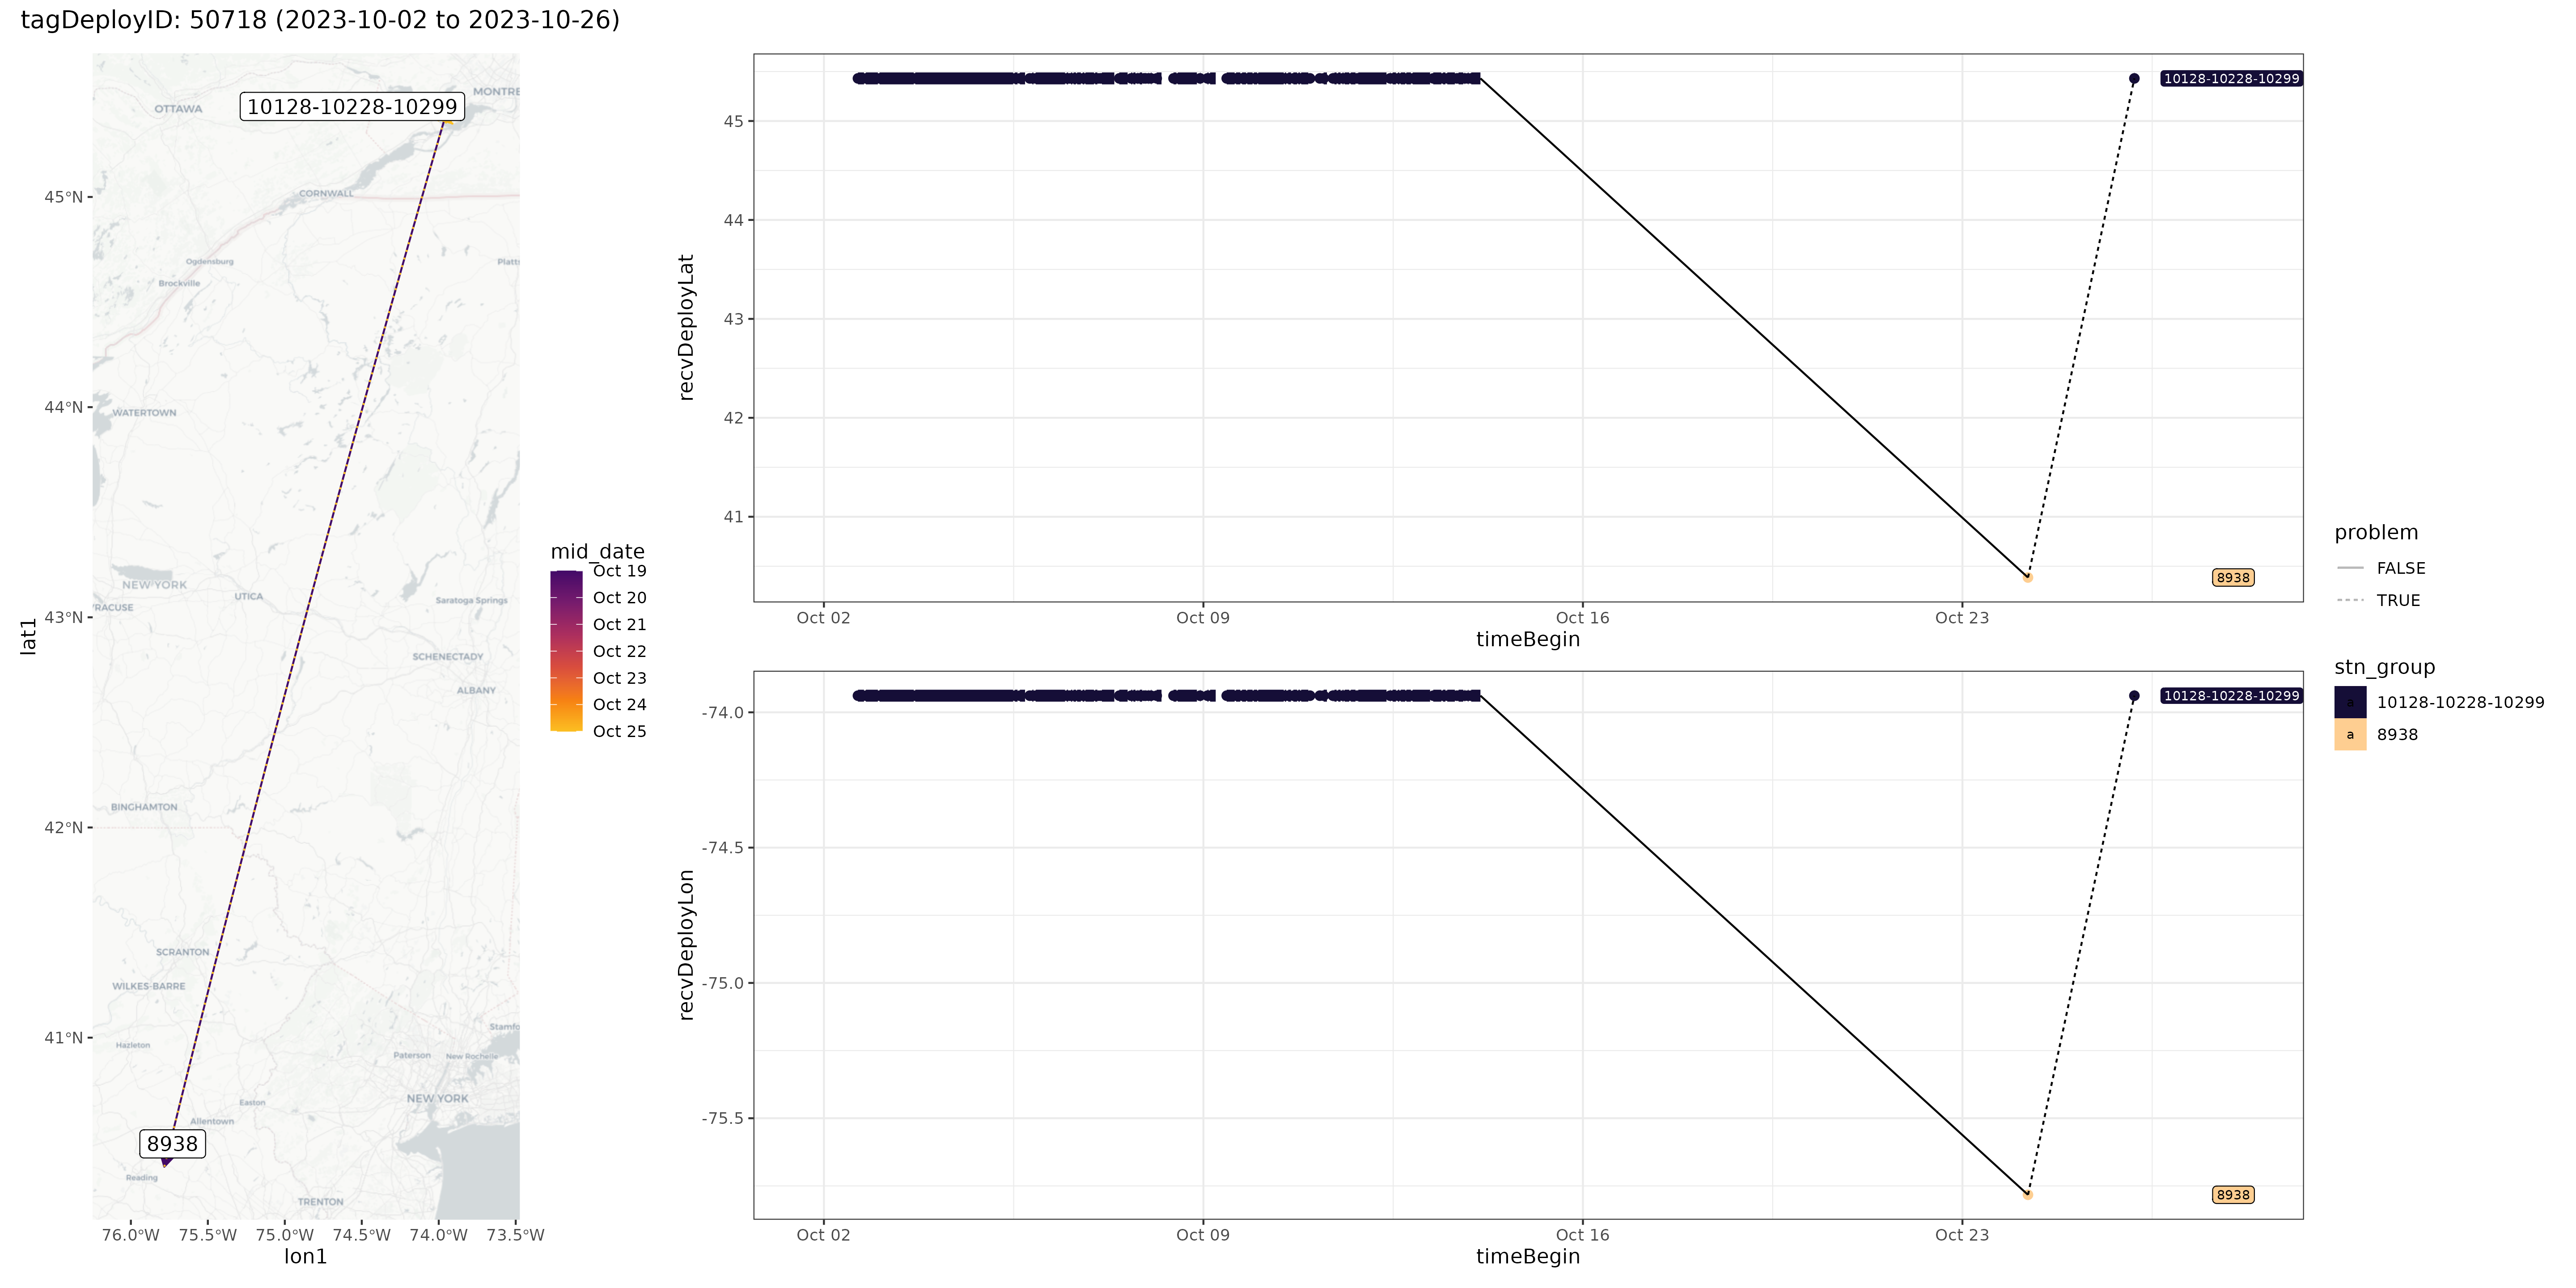 tagDeployID: 50718 (2023-10-02 to 2023-10-26)
lat1
45°N
44°N
43°N
42°N
41°N
OTTAWA
MONTRE
10128-10228-10299
CORNWALL
Ogdensburg
Platts
Brockville
WATERTOWN
NEW YORK
UTICA
Saratoga Springs
YRACUSE
SCHENECTADY
ALBANY
BINGHAMTON
SCRANTON
WILKES-BARRE
Stamfo
Hazleton
Paterson
New Rochelle
NEW YORK
Easton
Allentown
8938
Reading
TRENTON
76.0°W 75.5°W 75.0°W 74.5°W 74.0°W 73.5°W
lon1
mid_date
Oct 19
Oct 20
Oct 21
Oct 22
Oct 23
Oct 24
Oct 25
recvDeployLat
45
44
43
42
41
10128-10228-10299
8938
Oct 02 Oct 09 Oct 16 Oct 23
timeBegin
recvDeployLon
-74.0
-74.5
-75.0
-75.5
10128-10228-10299
8938
Oct 02 Oct 09 Oct 16 Oct 23
timeBegin
problem
FALSE
TRUE
stn_group
a 10128-10228-10299
a 8938